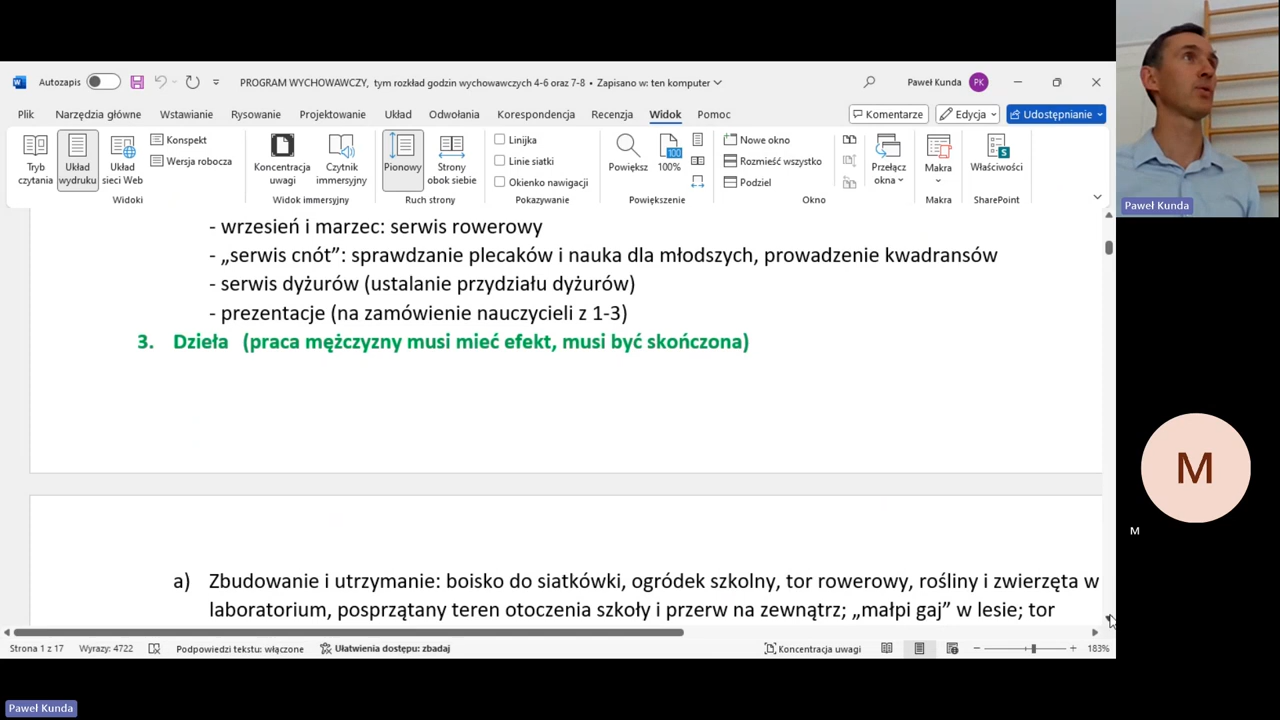 Autozapis
PROGRAM WYCHOWAWCZY, tym rozkład godzin wychowawczych 4-6 oraz 7-8 • Zapisano w: ten komputer
Paweł Kunda
PK
Plik
Narzędzia główne
Wstawianie
Rysowanie
Projektowanie
Układ
Odwołania
Korespondencja
Recenzja
Widok
Pomoc
Komentarze
Edycja
Udostępnianie
Tryb czytania
Układ wydruku
Układ sieci Web
Konspekt
Wersja robocza
Widoki
Koncentracja uwagi
Czytnik immersyjny
Widok immersyjny
Pionowy
Strony obok siebie
Ruch strony
Linijka
Linie siatki
Okienko nawigacji
Pokazywanie
Powiększ
100
100%
Powiększenie
Nowe okno
Rozmieść wszystko
Podziel
Przełącz okna
Okno
Makra
Makra
Właściwości
SharePoint
- wrzesień i marzec: serwis rowerowy
- „serwis cnót”: sprawdzanie plecaków i nauka dla młodszych, prowadzenie kwadransów
- serwis dyżurów (ustalanie przydziału dyżurów)
- prezentacje (na zamówienie nauczycieli z 1-3)
3. Dzieła (praca mężczyzny musi mieć efekt, musi być skończona)
a) Zbudowanie i utrzymanie: boisko do siatkówki, ogródek szkolny, tor rowerowy, rośliny i zwierzęta w
laboratorium, posprzątany teren otoczenia szkoły i przerw na zewnątrz; „małpi gaj” w lesie; tor
Strona 1 z 17
Wyrazy: 4722
Podpowiedzi tekstu: włączone
Ułatwienia dostępu: zbadaj
Koncentracja uwagi
183%
Paweł Kunda
M
M
Paweł Kunda